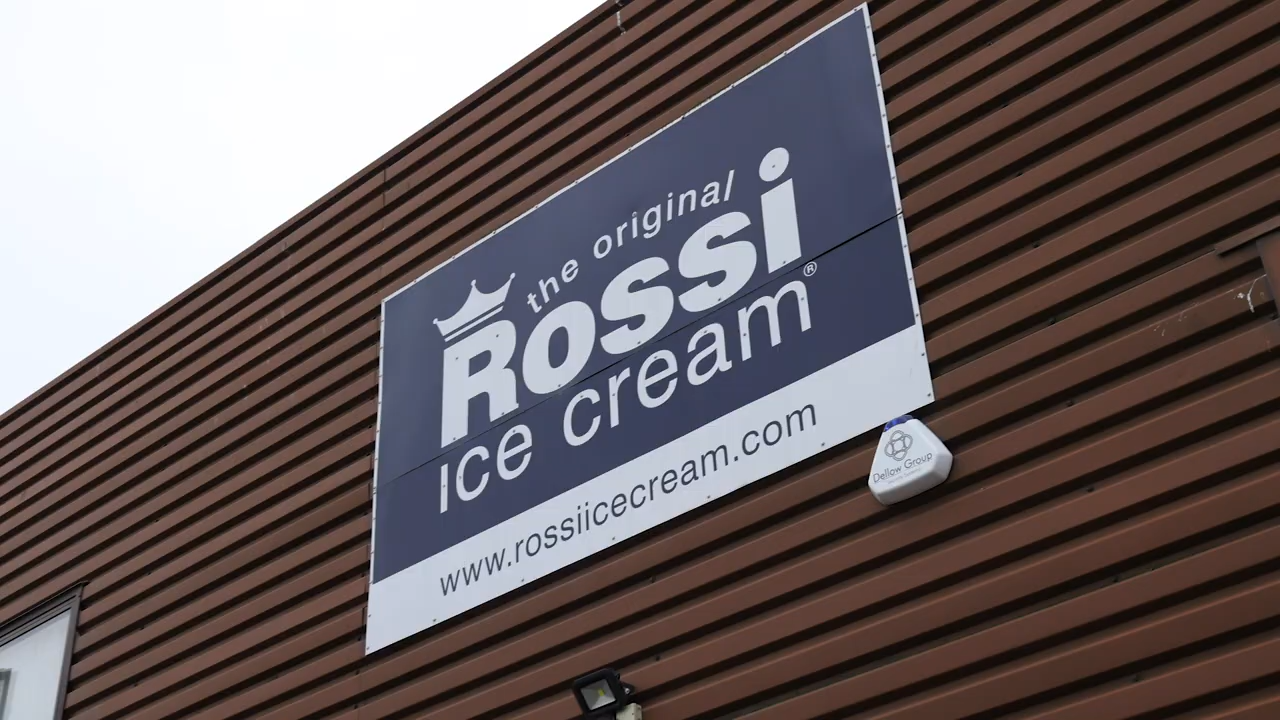 the original
Rossi
ice cream®
www.rossiicecream.com
Dellow Group